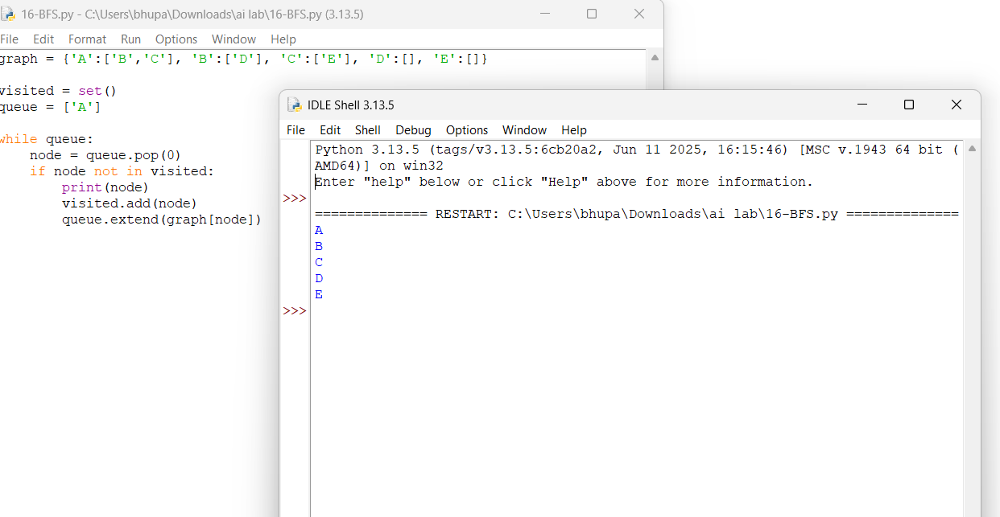 16-BFS.py - C:\Users\bhupa\Downloads\ai lab\16-BFS.py (3.13.5)
File Edit Format Run Options Window Help
graph = {'A':['B','C'], 'B':['D'], 'C':['E'], 'D':[], 'E':[]}
visited = set()
queue = ['A']
while queue:
    node = queue.pop(0)
    if node not in visited:
        print(node)
        visited.add(node)
        queue.extend(graph[node])
IDLE Shell 3.13.5
File Edit Shell Debug Options Window Help
Python 3.13.5 (tags/v3.13.5:6cb20a2, Jun 11 2025, 16:15:46) [MSC v.1943 64 bit (
AMD64)] on win32
Enter "help" below or click "Help" above for more information.
>>>
============== RESTART: C:\Users\bhupa\Downloads\ai lab\16-BFS.py ==============
A
B
C
D
E
>>>